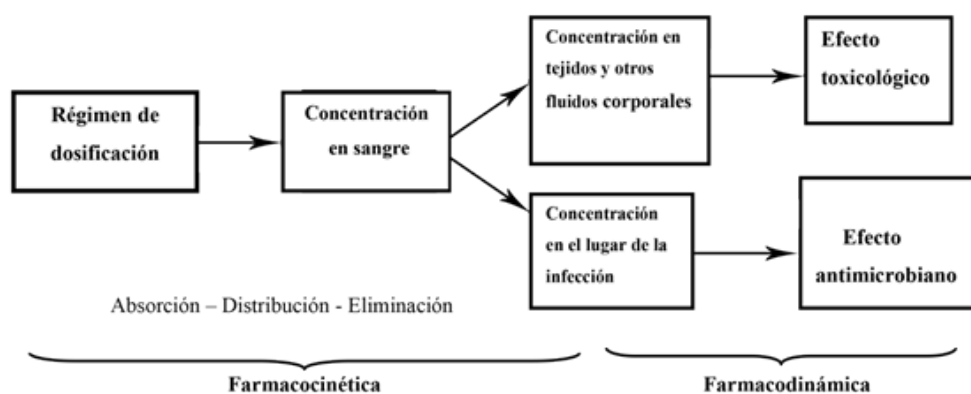 Régimen de
dosificación
Concentración
en sangre
Concentración en
tejidos y otros
fluidos corporales
Efecto
toxicológico
Concentración
en el lugar de la
infección
Efecto
antimicrobiano
Absorción – Distribución - Eliminación
Farmacocinética
Farmacodinámica